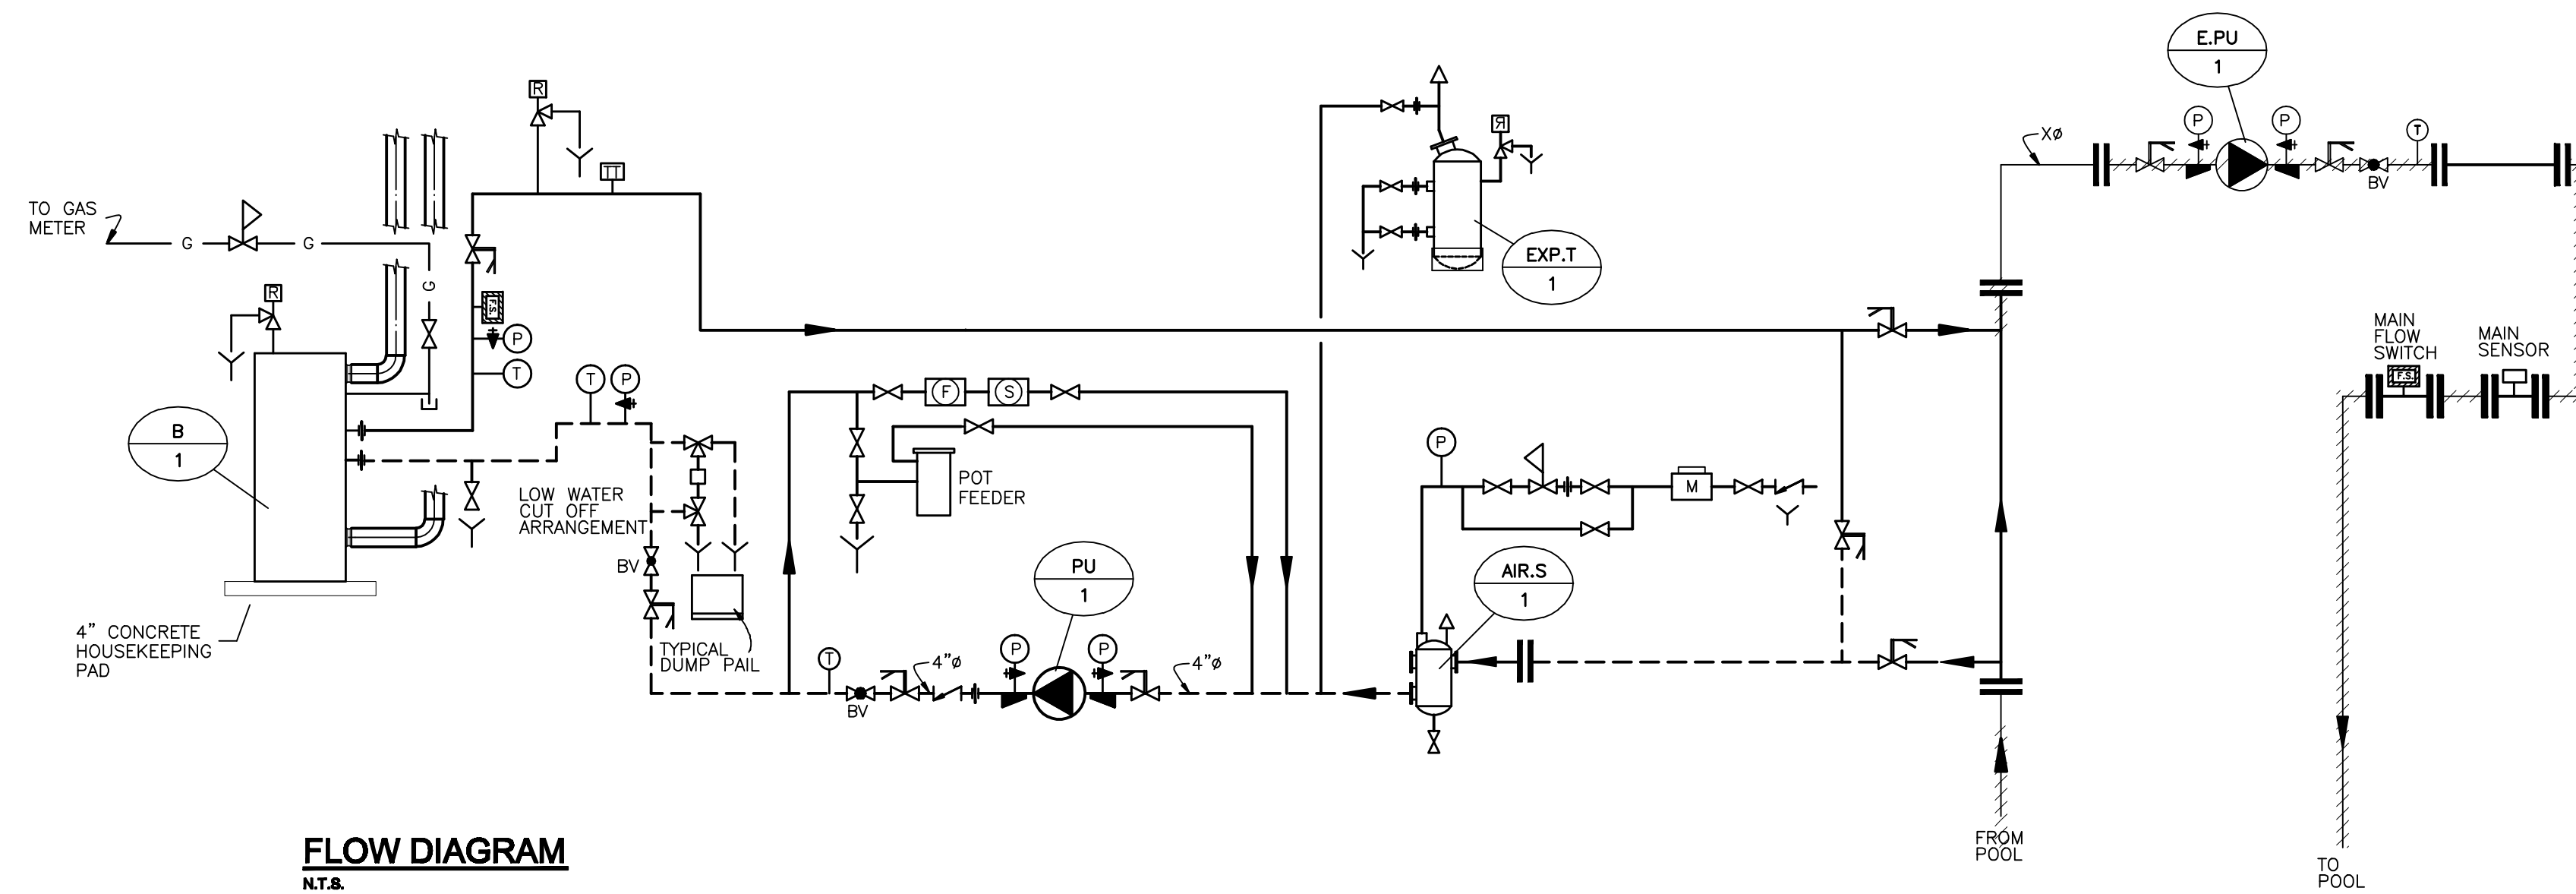 E.PU
1
R
P
P
T
Xø
BV
TT
R
TO GAS
METER
G
G
EXP.T
1
G
R
F.S.
P
T
MAIN
FLOW
SWITCH
MAIN
SENSOR
F.S.
T
P
F
S
B
1
P
POT
FEEDER
M
LOW WATER
CUT OFF
ARRANGEMENT
BV
PU
1
AIR.S
1
4" CONCRETE
HOUSEKEEPING
PAD
TYPICAL
DUMP PAIL
T
4"ø
P
P
4"ø
BV
FROM
POOL
TO
POOL
FLOW DIAGRAM
N.T.S.